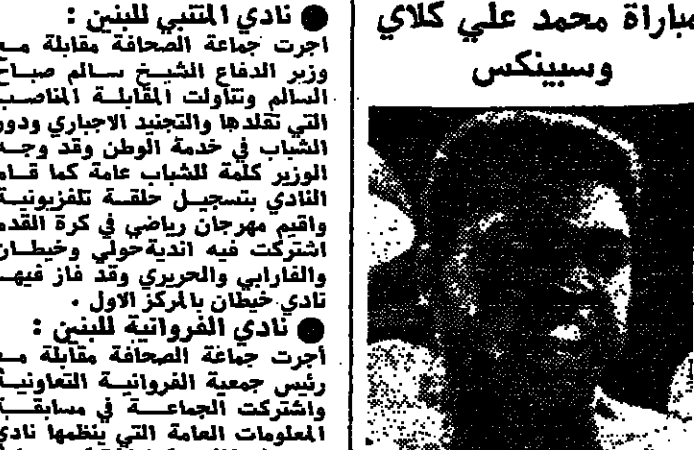 مباراة محمد علي كلاي
وسبينكس
● نادي المتنبي للبنين :
اجرت جماعة الصحافة مقابلة مع
وزير الدفاع الشيخ سالم صباح
السالم وتناولت المقابلة المناصب
التي تقلدها والتجنيد الاجباري ودور
الشباب في خدمة الوطن وقد وجه
الوزير كلمة للشباب عامة كما قام
النادي بتسجيل حلقة تلفزيونية
واقيم مهرجان رياضي في كرة القدم
اشتركت فيه اندية حولي وخيطان
والفارابي والحريري وقد فاز فيها
نادي خيطان بالمركز الاول .
● نادي الفروانية للبنين :
أجرت جماعة الصحافة مقابلة مع
رئيس جمعية الفروانية التعاونية
واشتركت الجماعة في مسابقة
المعلومات العامة التي ينظمها نادي